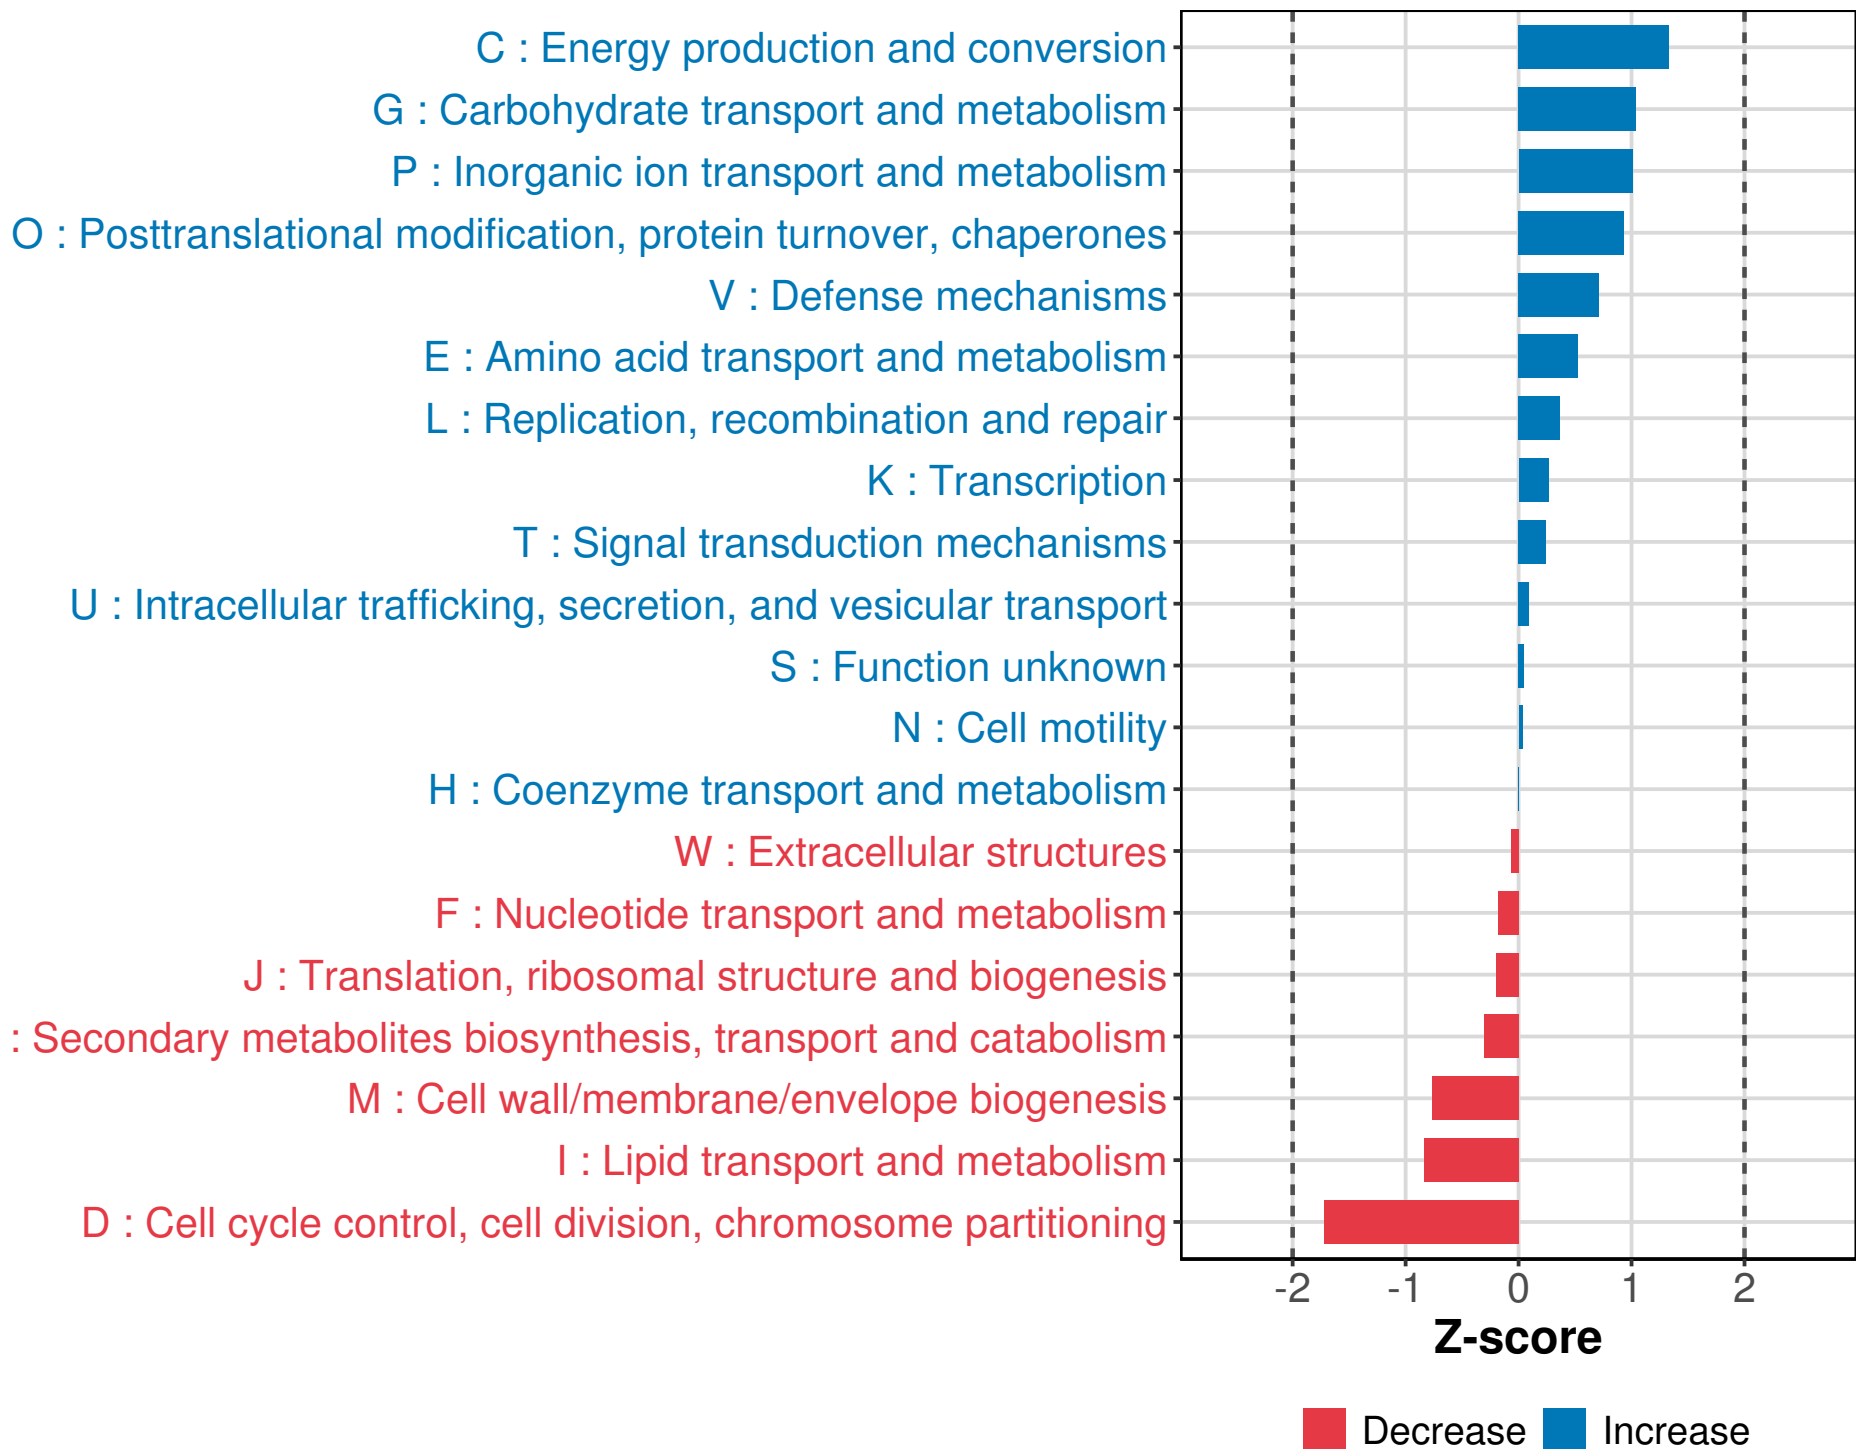 C : Energy production and conversion
G : Carbohydrate transport and metabolism
P : Inorganic ion transport and metabolism
O : Posttranslational modification, protein turnover, chaperones
V : Defense mechanisms
E : Amino acid transport and metabolism
L : Replication, recombination and repair
K : Transcription
T : Signal transduction mechanisms
U : Intracellular trafficking, secretion, and vesicular transport
S : Function unknown
N : Cell motility
H : Coenzyme transport and metabolism
W : Extracellular structures
F : Nucleotide transport and metabolism
J : Translation, ribosomal structure and biogenesis
: Secondary metabolites biosynthesis, transport and catabolism
M : Cell wall/membrane/envelope biogenesis
I : Lipid transport and metabolism
D : Cell cycle control, cell division, chromosome partitioning
-2 -1 0 1 2
Z-score
Decrease Increase